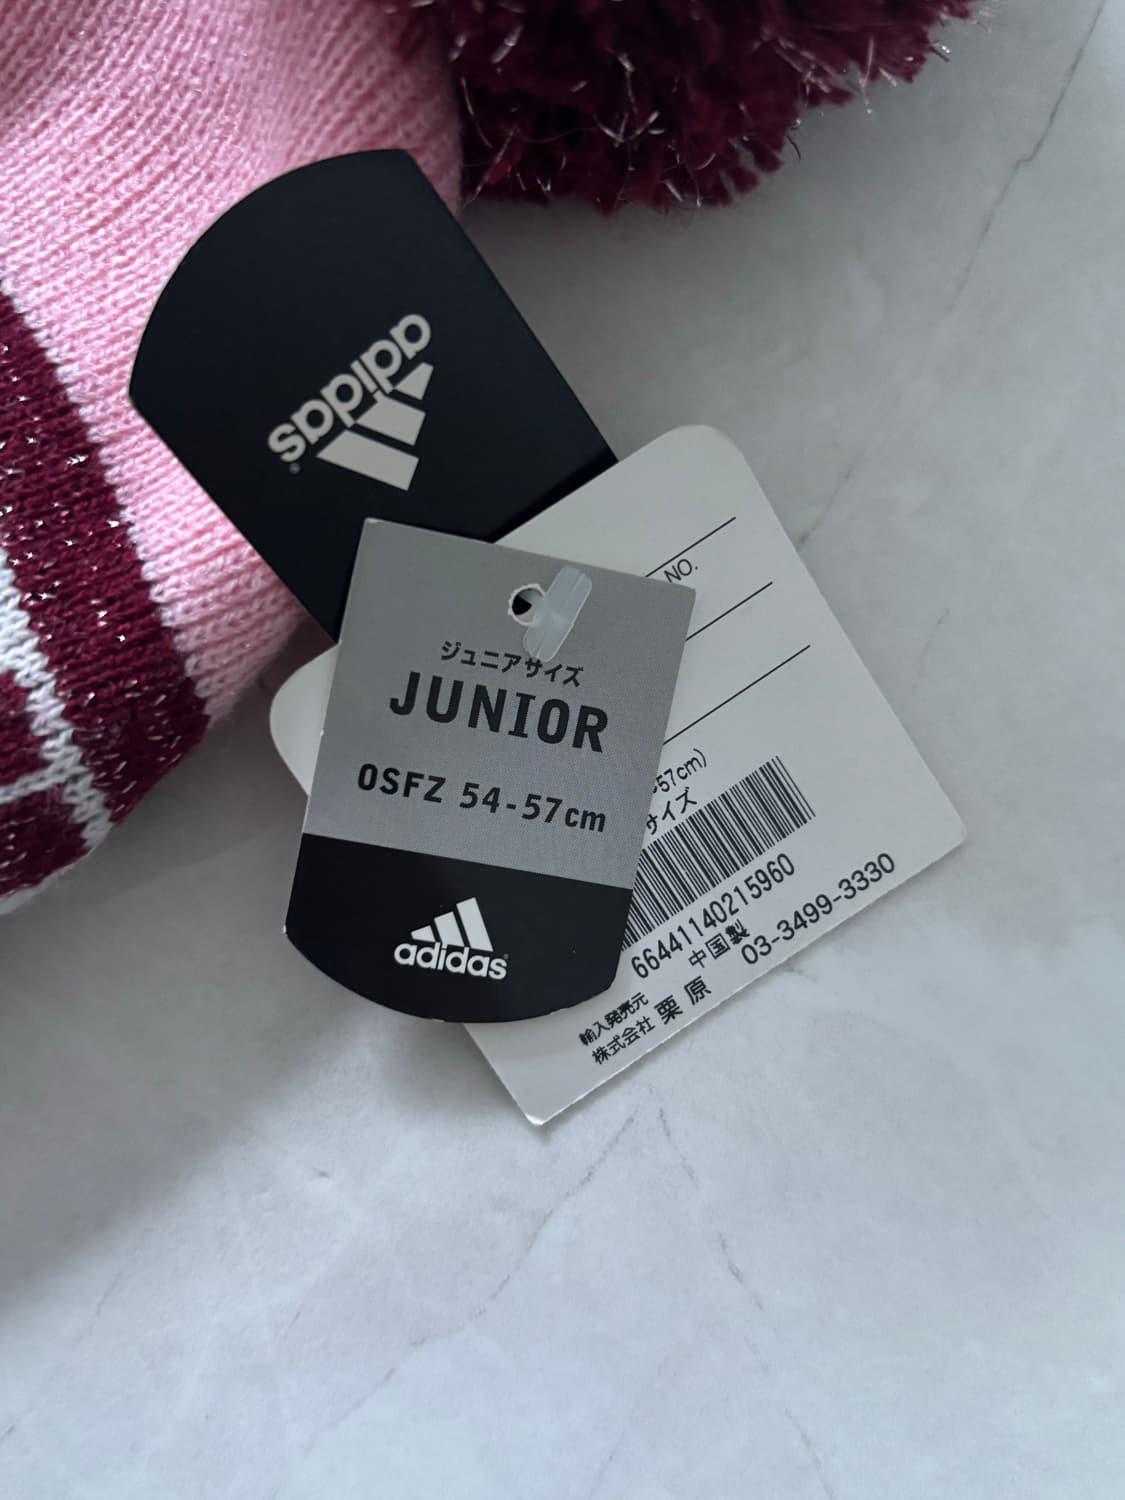 adidas
ジュニアサイズ
JUNIOR
OSFZ 54-57cm
adidas
NO.
57cm)
サイズ
66441140215960
中国製
輸入発売元
株式会社 栗原 03-3499-3330